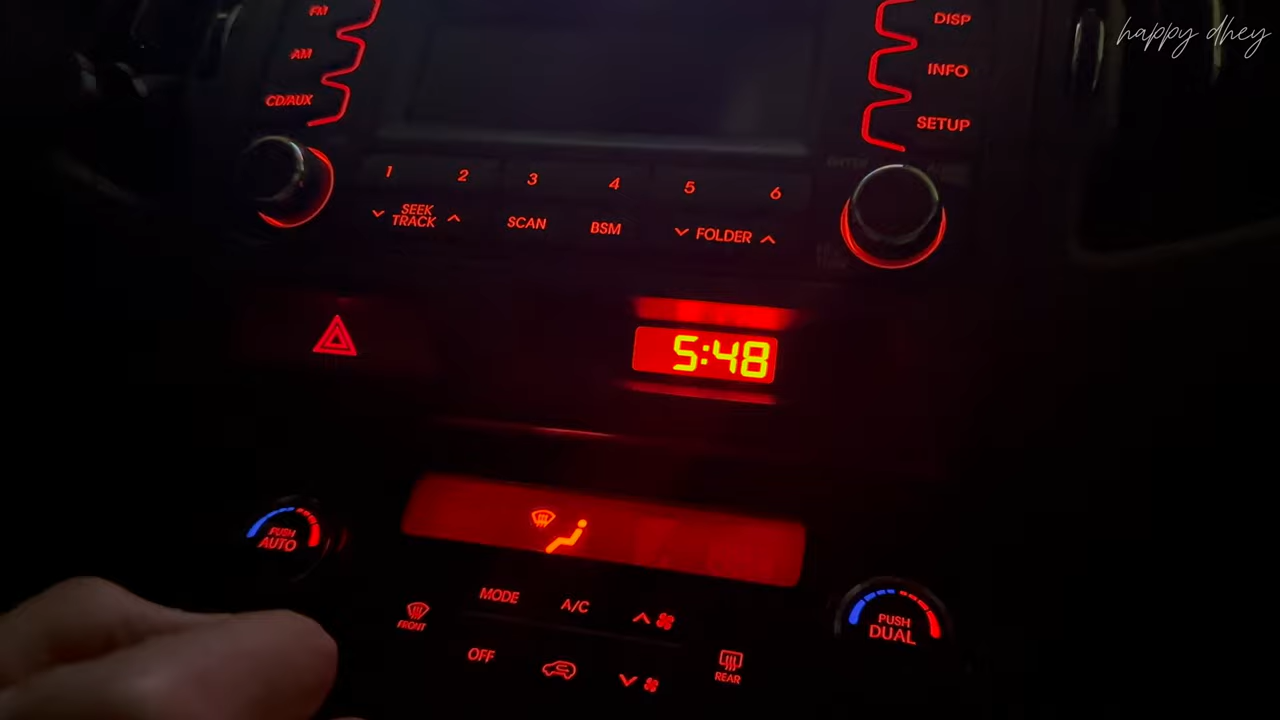 happy dhey
FM
DISP
AM
INFO
CD/AUX
SETUP
1 2 3 4 5 6
SEEK
TRACK
SCAN
BSM
FOLDER
5:48
PUSH
AUTO
MODE
A/C
FRONT
PUSH
DUAL
OFF
REAR